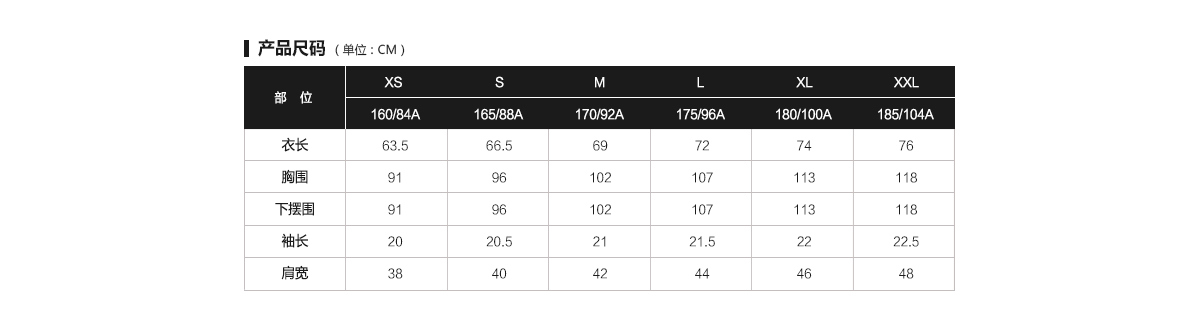 产品尺码 （单位：CM）
部 位 XS S M L XL XXL
160/84A 165/88A 170/92A 175/96A 180/100A 185/104A
衣长 63.5 66.5 69 72 74 76
胸围 91 96 102 107 113 118
下摆围 91 96 102 107 113 118
袖长 20 20.5 21 21.5 22 22.5
肩宽 38 40 42 44 46 48